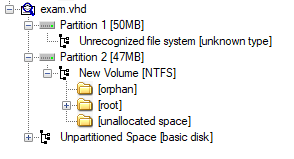 exam.vhd
Partition 1 [50MB]
Unrecognized file system [unknown type]
Partition 2 [47MB]
New Volume [NTFS]
[orphan]
[root]
[unallocated space]
Unpartitioned Space [basic disk]